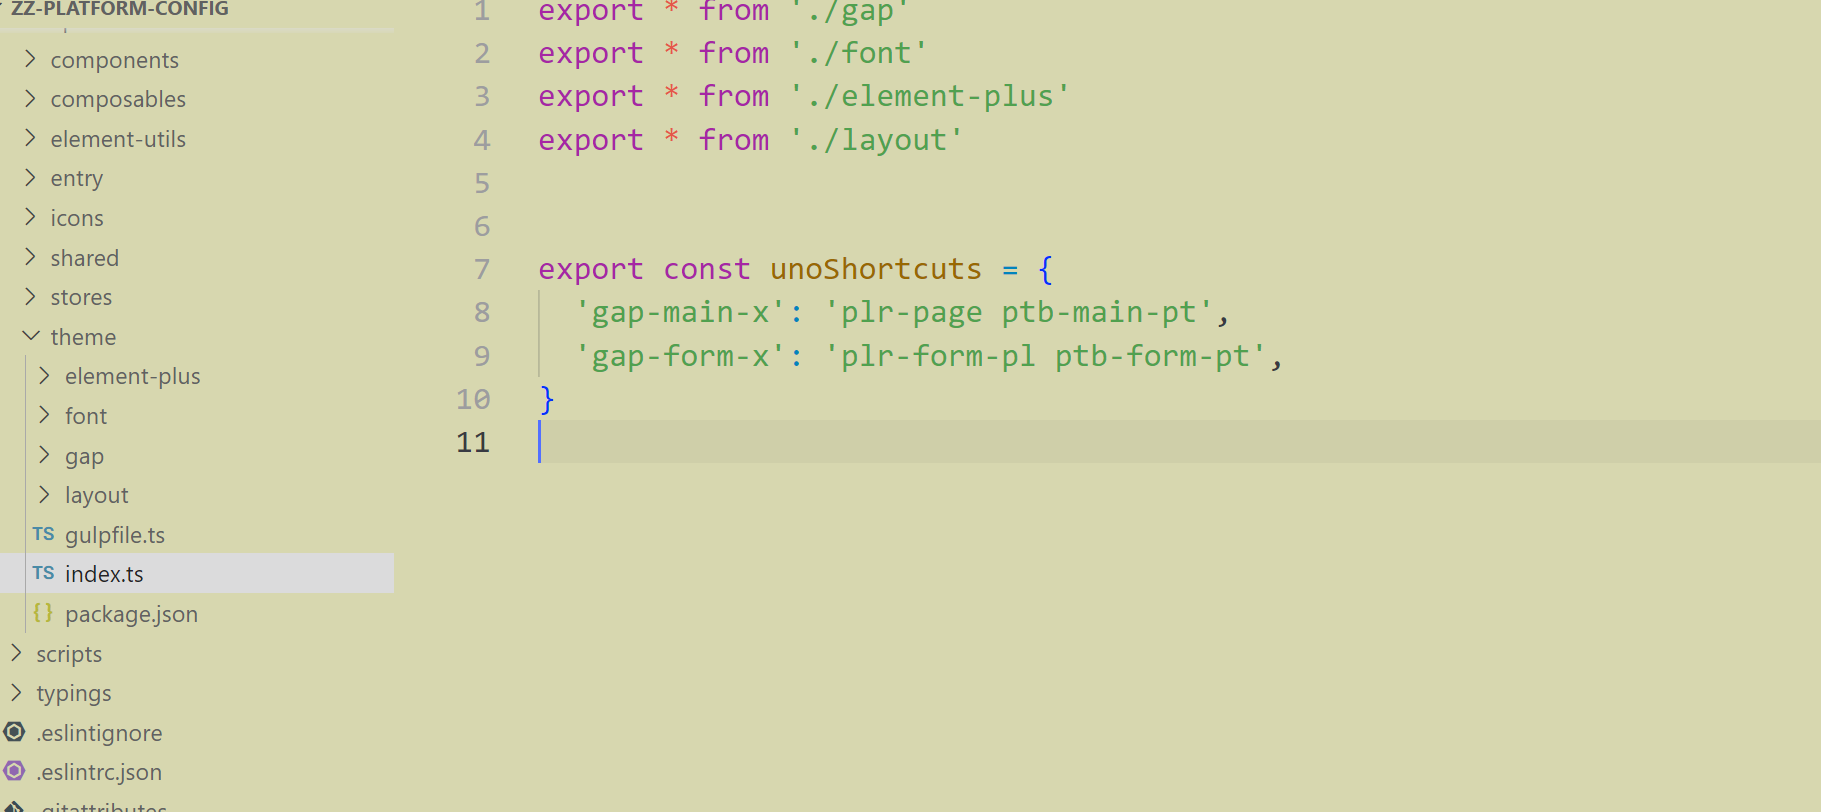 ZZ-PLATFORM-CONFIG
components
composables
element-utils
entry
icons
shared
stores
theme
element-plus
font
gap
layout
TS gulpfile.ts
TS index.ts
{} package.json
scripts
typings
.eslintignore
.eslintrc.json
.gitattributes
1 export * from './gap'
2 export * from './font'
3 export * from './element-plus'
4 export * from './layout'
5
6
7 export const unoShortcuts = {
8 'gap-main-x': 'plr-page ptb-main-pt',
9 'gap-form-x': 'plr-form-pl ptb-form-pt',
10 }
11